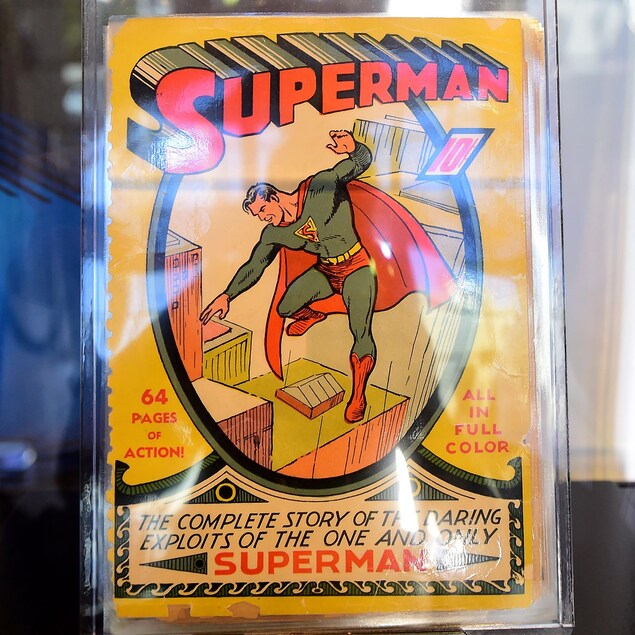 SUPERMAN
10¢
S
64
PAGES
OF
ACTION!
ALL
IN
FULL
COLOR
THE COMPLETE STORY OF THE DARING
EXPLOITS OF THE ONE AND ONLY
SUPERMAN